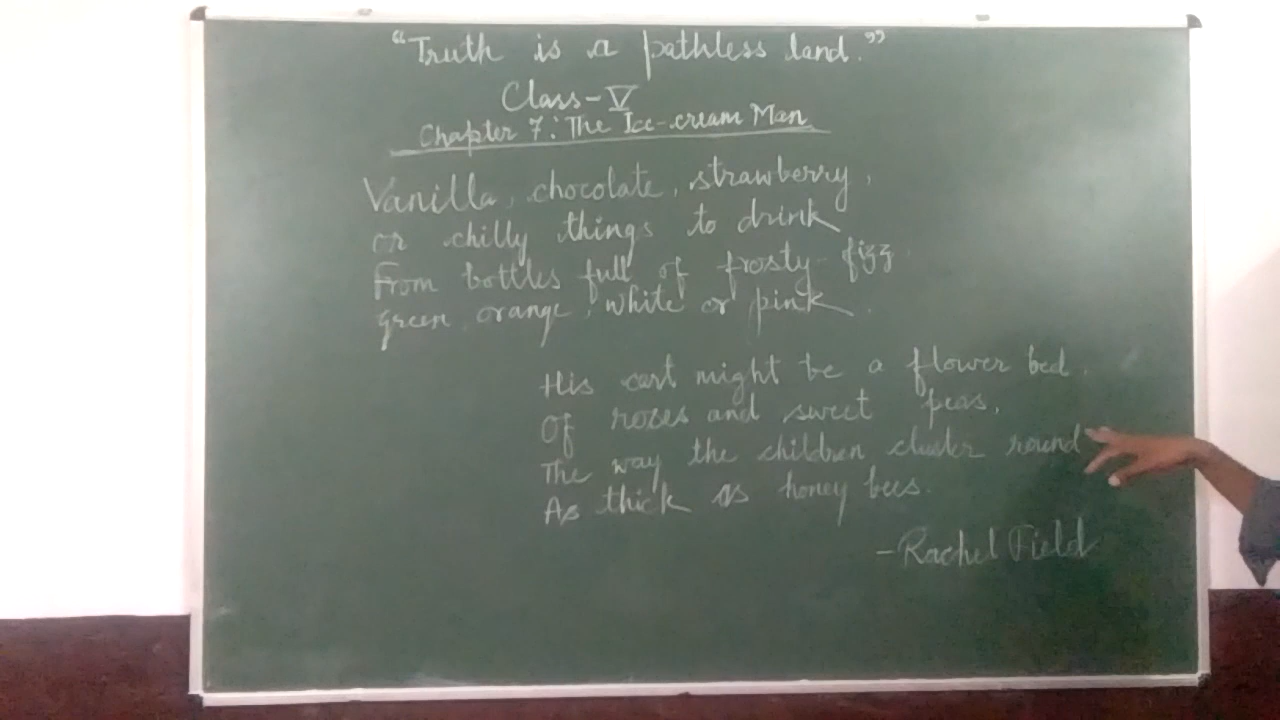 "Truth is a pathless land."
Class-V
Chapter 7: The Ice-cream Man
Vanilla, chocolate, strawberry,
or chilly things to drink
From bottles full of frosty fizz
green, orange, white or pink.
His cart might be a flower bed.
Of roses and sweet peas,
The way the children cluster round
As thick as honey bees.
-Rachel Field